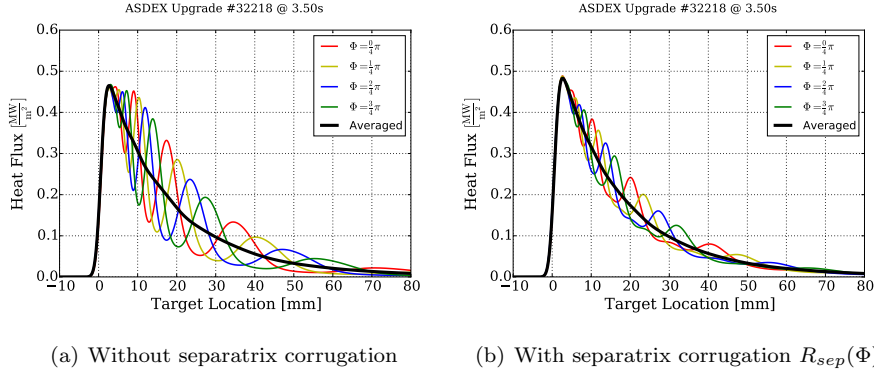 ASDEX Upgrade #32218 @ 3.50s
Heat Flux [MW/m²]
0.6
0.5
0.4
0.3
0.2
0.1
0.0
−10 0 10 20 30 40 50 60 70 80
Target Location [mm]
Φ=0/4π
Φ=1/4π
Φ=2/4π
Φ=3/4π
Averaged
(a) Without separatrix corrugation
ASDEX Upgrade #32218 @ 3.50s
Heat Flux [MW/m²]
0.6
0.5
0.4
0.3
0.2
0.1
0.0
−10 0 10 20 30 40 50 60 70 80
Target Location [mm]
Φ=0/4π
Φ=1/4π
Φ=2/4π
Φ=3/4π
Averaged
(b) With separatrix corrugation R_sep(Φ)